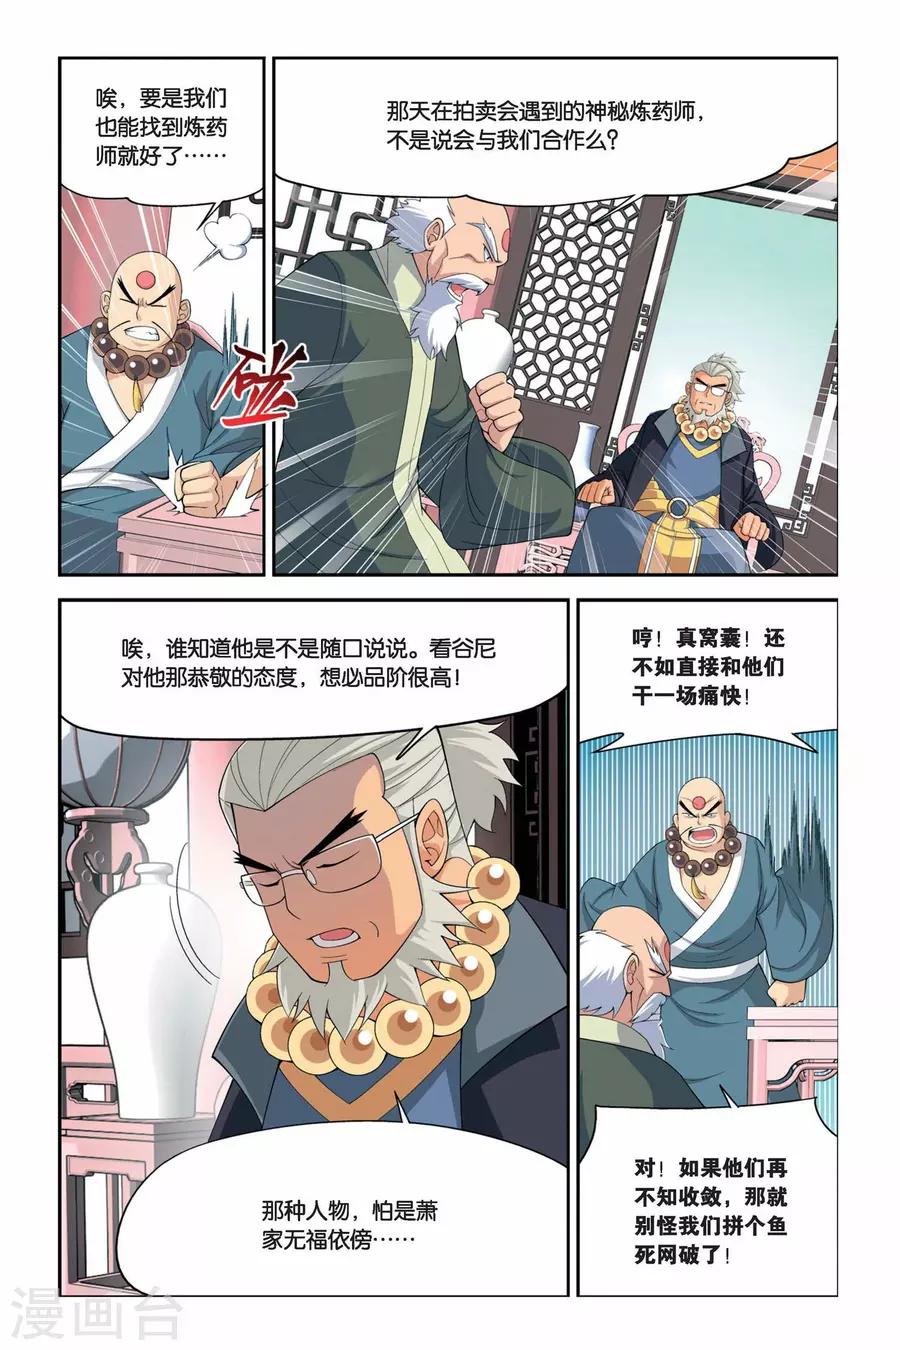 唉，要是我们
也能找到炼药
师就好了……
那天在拍卖会遇到的神秘炼药师，
不是说会与我们合作么？
碰
唉，谁知道他是不是随口说说。看谷尼
对他那恭敬的态度，想必品阶很高！
哼！真窝囊！还
不如直接和他们
干一场痛快！
那种人物，怕是萧
家无福依傍……
对！如果他们再
不知收敛，那就
别怪我们拼个鱼
死网破了！
漫画台